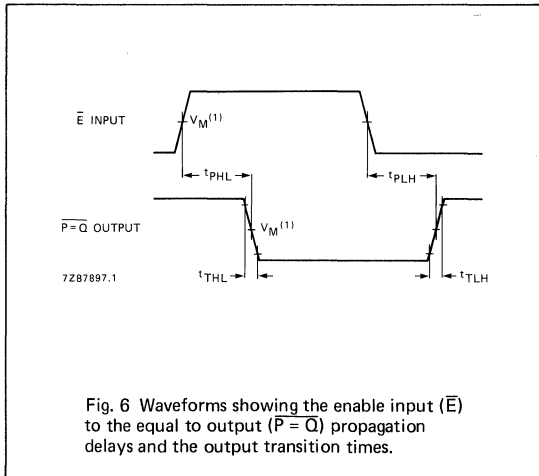 E̅ INPUT
V_M(1)
t_PHL
t_PLH
P̅=̅Q̅ OUTPUT
V_M(1)
7Z87897.1
t_THL
t_TLH
Fig. 6 Waveforms showing the enable input (E̅)
to the equal to output (P̅ ̅=̅ ̅Q̅) propagation
delays and the output transition times.